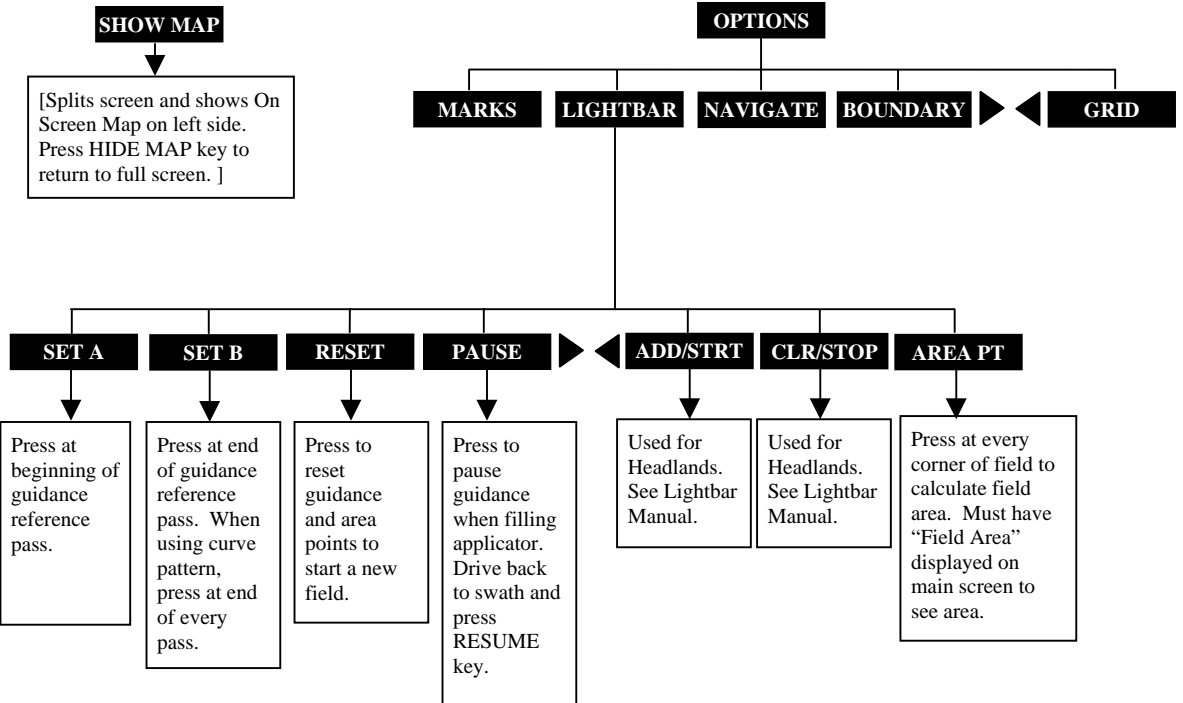 SHOW MAP
[Splits screen and shows On
Screen Map on left side.
Press HIDE MAP key to
return to full screen. ]
OPTIONS
MARKS
LIGHTBAR
NAVIGATE
BOUNDARY
GRID
SET A
Press at
beginning of
guidance
reference
pass.
SET B
Press at end
of guidance
reference
pass.  When
using curve
pattern,
press at end
of every
pass.
RESET
Press to
reset
guidance
and area
points to
start a new
field.
PAUSE
Press to
pause
guidance
when filling
applicator.
Drive back
to swath and
press
RESUME
key.
ADD/STRT
Used for
Headlands.
See Lightbar
Manual.
CLR/STOP
Used for
Headlands.
See Lightbar
Manual.
AREA PT
Press at every
corner of field to
calculate field
area.  Must have
“Field Area”
displayed on
main screen to
see area.